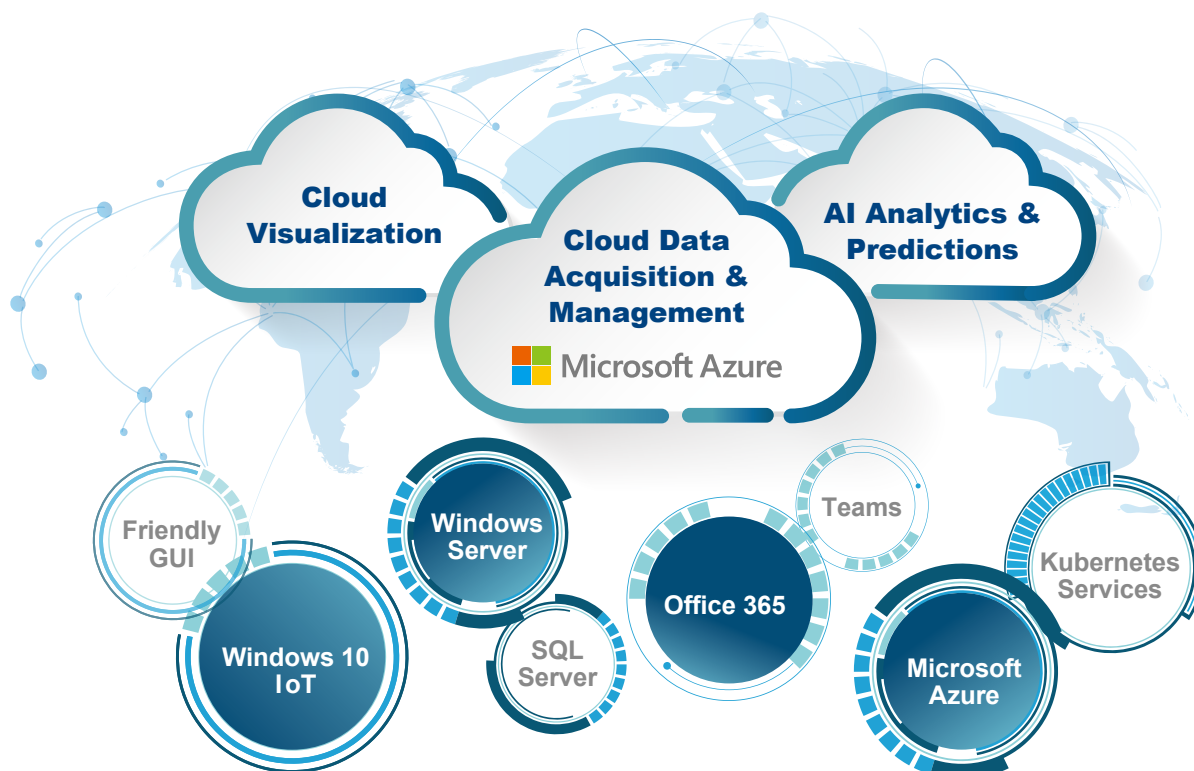 Cloud
Visualization
Cloud Data
Acquisition &
Management
Microsoft Azure
AI Analytics &
Predictions
Friendly
GUI
Windows 10
IoT
Windows
Server
SQL
Server
Office 365
Teams
Microsoft
Azure
Kubernetes
Services